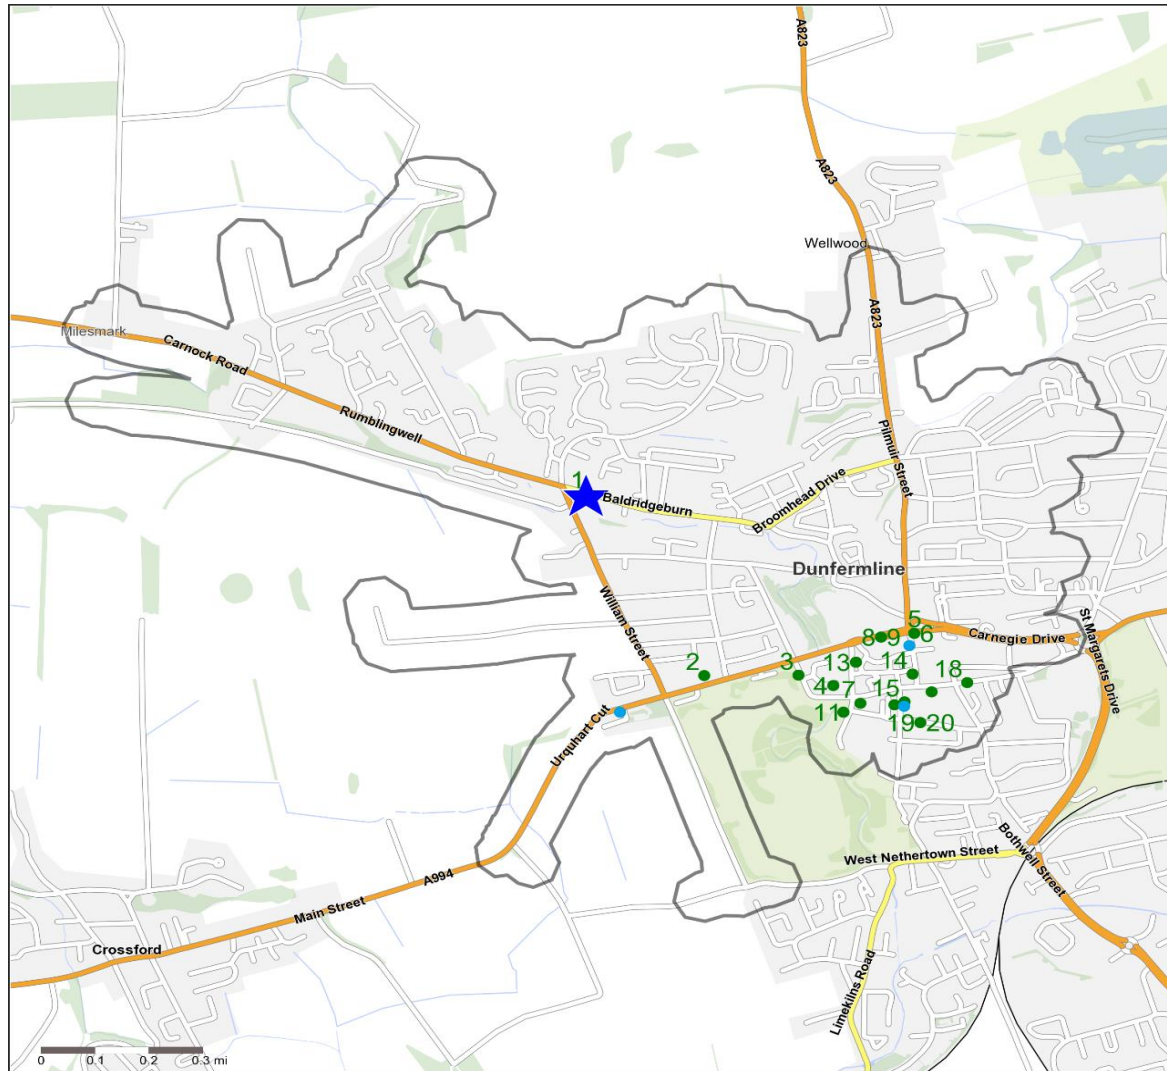 A823
A823
Wellwood
A823
Milesmark
Carnock Road
Rumblingwell
Pilmuir Street
1
Baldridgeburn
Broomhead Drive
Dunfermline
William Street
St Margarets Drive
5
8 9 6
Carnegie Drive
2
3
13
14
4
18
7
15
11
19 20
Urquhart Cut
Bothwell Street
West Nethertown Street
A994
Main Street
Crossford
Limekilns Road
0 0.1 0.2 0.3 mi